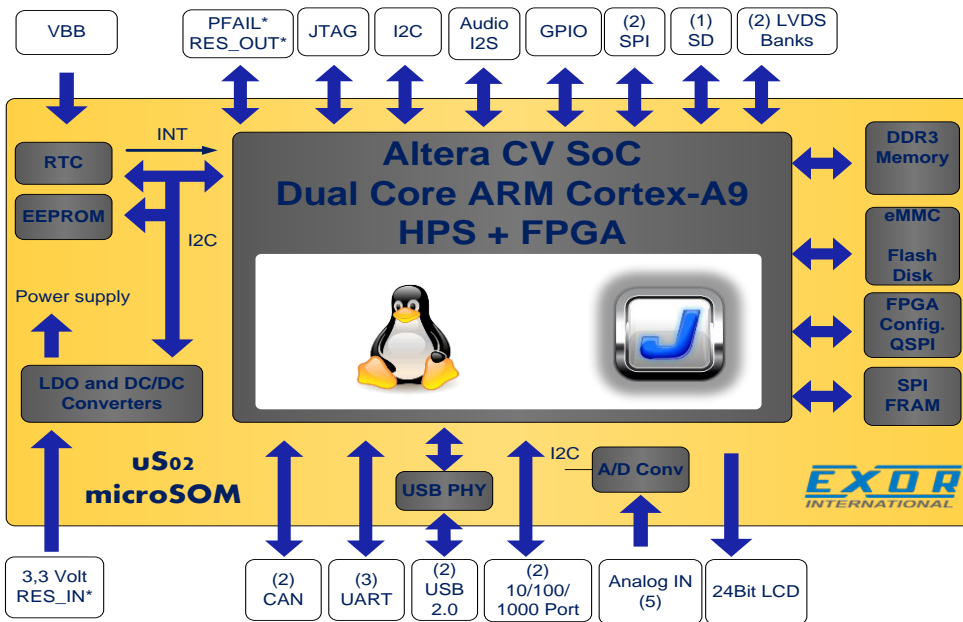 VBB
PFAIL*
RES_OUT*
JTAG
I2C
Audio
I2S
GPIO
(2)
SPI
(1)
SD
(2) LVDS
Banks
RTC
INT
EEPROM
I2C
Altera CV SoC
Dual Core ARM Cortex-A9
HPS + FPGA
J
DDR3
Memory
eMMC
Flash
Disk
FPGA
Config.
QSPI
SPI
FRAM
Power supply
LDO and DC/DC
Converters
uS02
microSOM
USB PHY
I2C
A/D Conv
EXOR
INTERNATIONAL
3,3 Volt
RES_IN*
(2)
CAN
(3)
UART
(2)
USB
2.0
(2)
10/100/
1000 Port
Analog IN
(5)
24Bit LCD